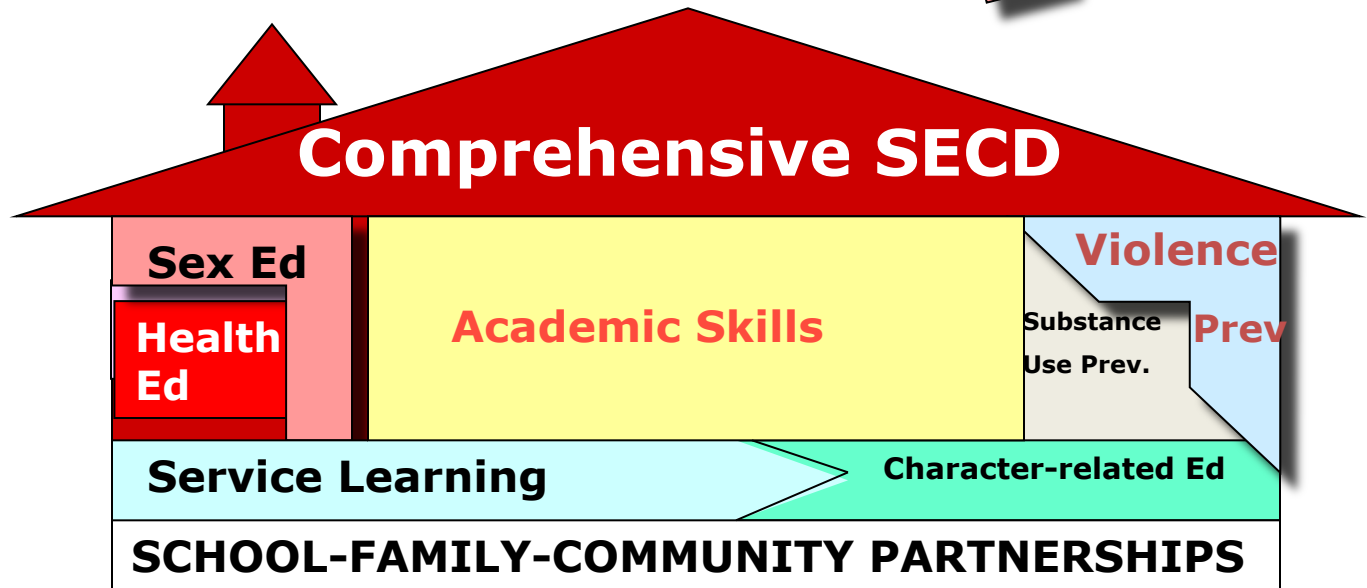 Comprehensive SECD
Sex Ed
Health
Ed
Academic Skills
Violence
Prev
Substance
Use Prev.
Service Learning
Character-related Ed
SCHOOL-FAMILY-COMMUNITY PARTNERSHIPS